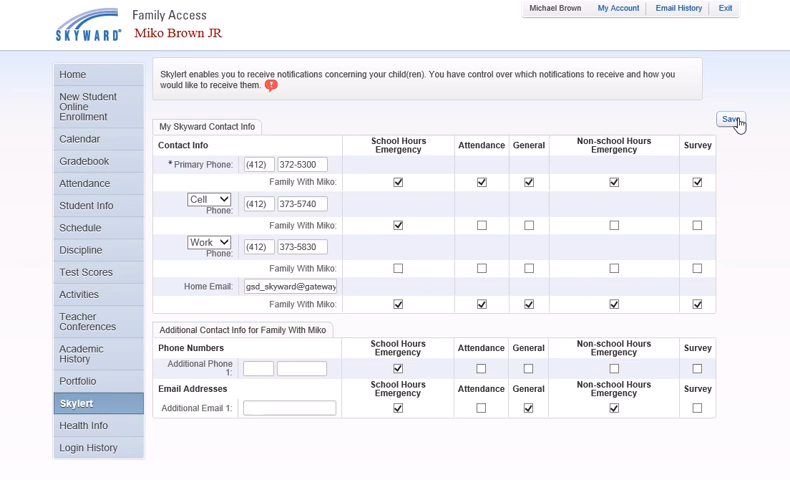 Family Access
Michael Brown My Account Email History Exit
SKYWARD
Miko Brown JR
Home
New Student
Online
Enrollment
Calendar
Gradebook
Attendance
Student Info
Schedule
Discipline
Test Scores
Activities
Teacher
Conferences
Academic
History
Portfolio
Skylert
Health Info
Login History
Skylert enables you to receive notifications concerning your child(ren). You have control over which notifications to receive and how you
would like to receive them.
Save
My Skyward Contact Info
Contact Info School Hours Emergency Attendance General Non-school Hours Emergency Survey
* Primary Phone: (412) 372-5300
Family With Miko:
Cell Phone: (412) 373-5740
Family With Miko:
Work Phone: (412) 373-5830
Family With Miko:
Home Email: gsd_skyward@gateway
Family With Miko:
Additional Contact Info for Family With Miko
Phone Numbers School Hours Emergency Attendance General Non-school Hours Emergency Survey
Additional Phone 1:
Email Addresses School Hours Emergency Attendance General Non-school Hours Emergency Survey
Additional Email 1: